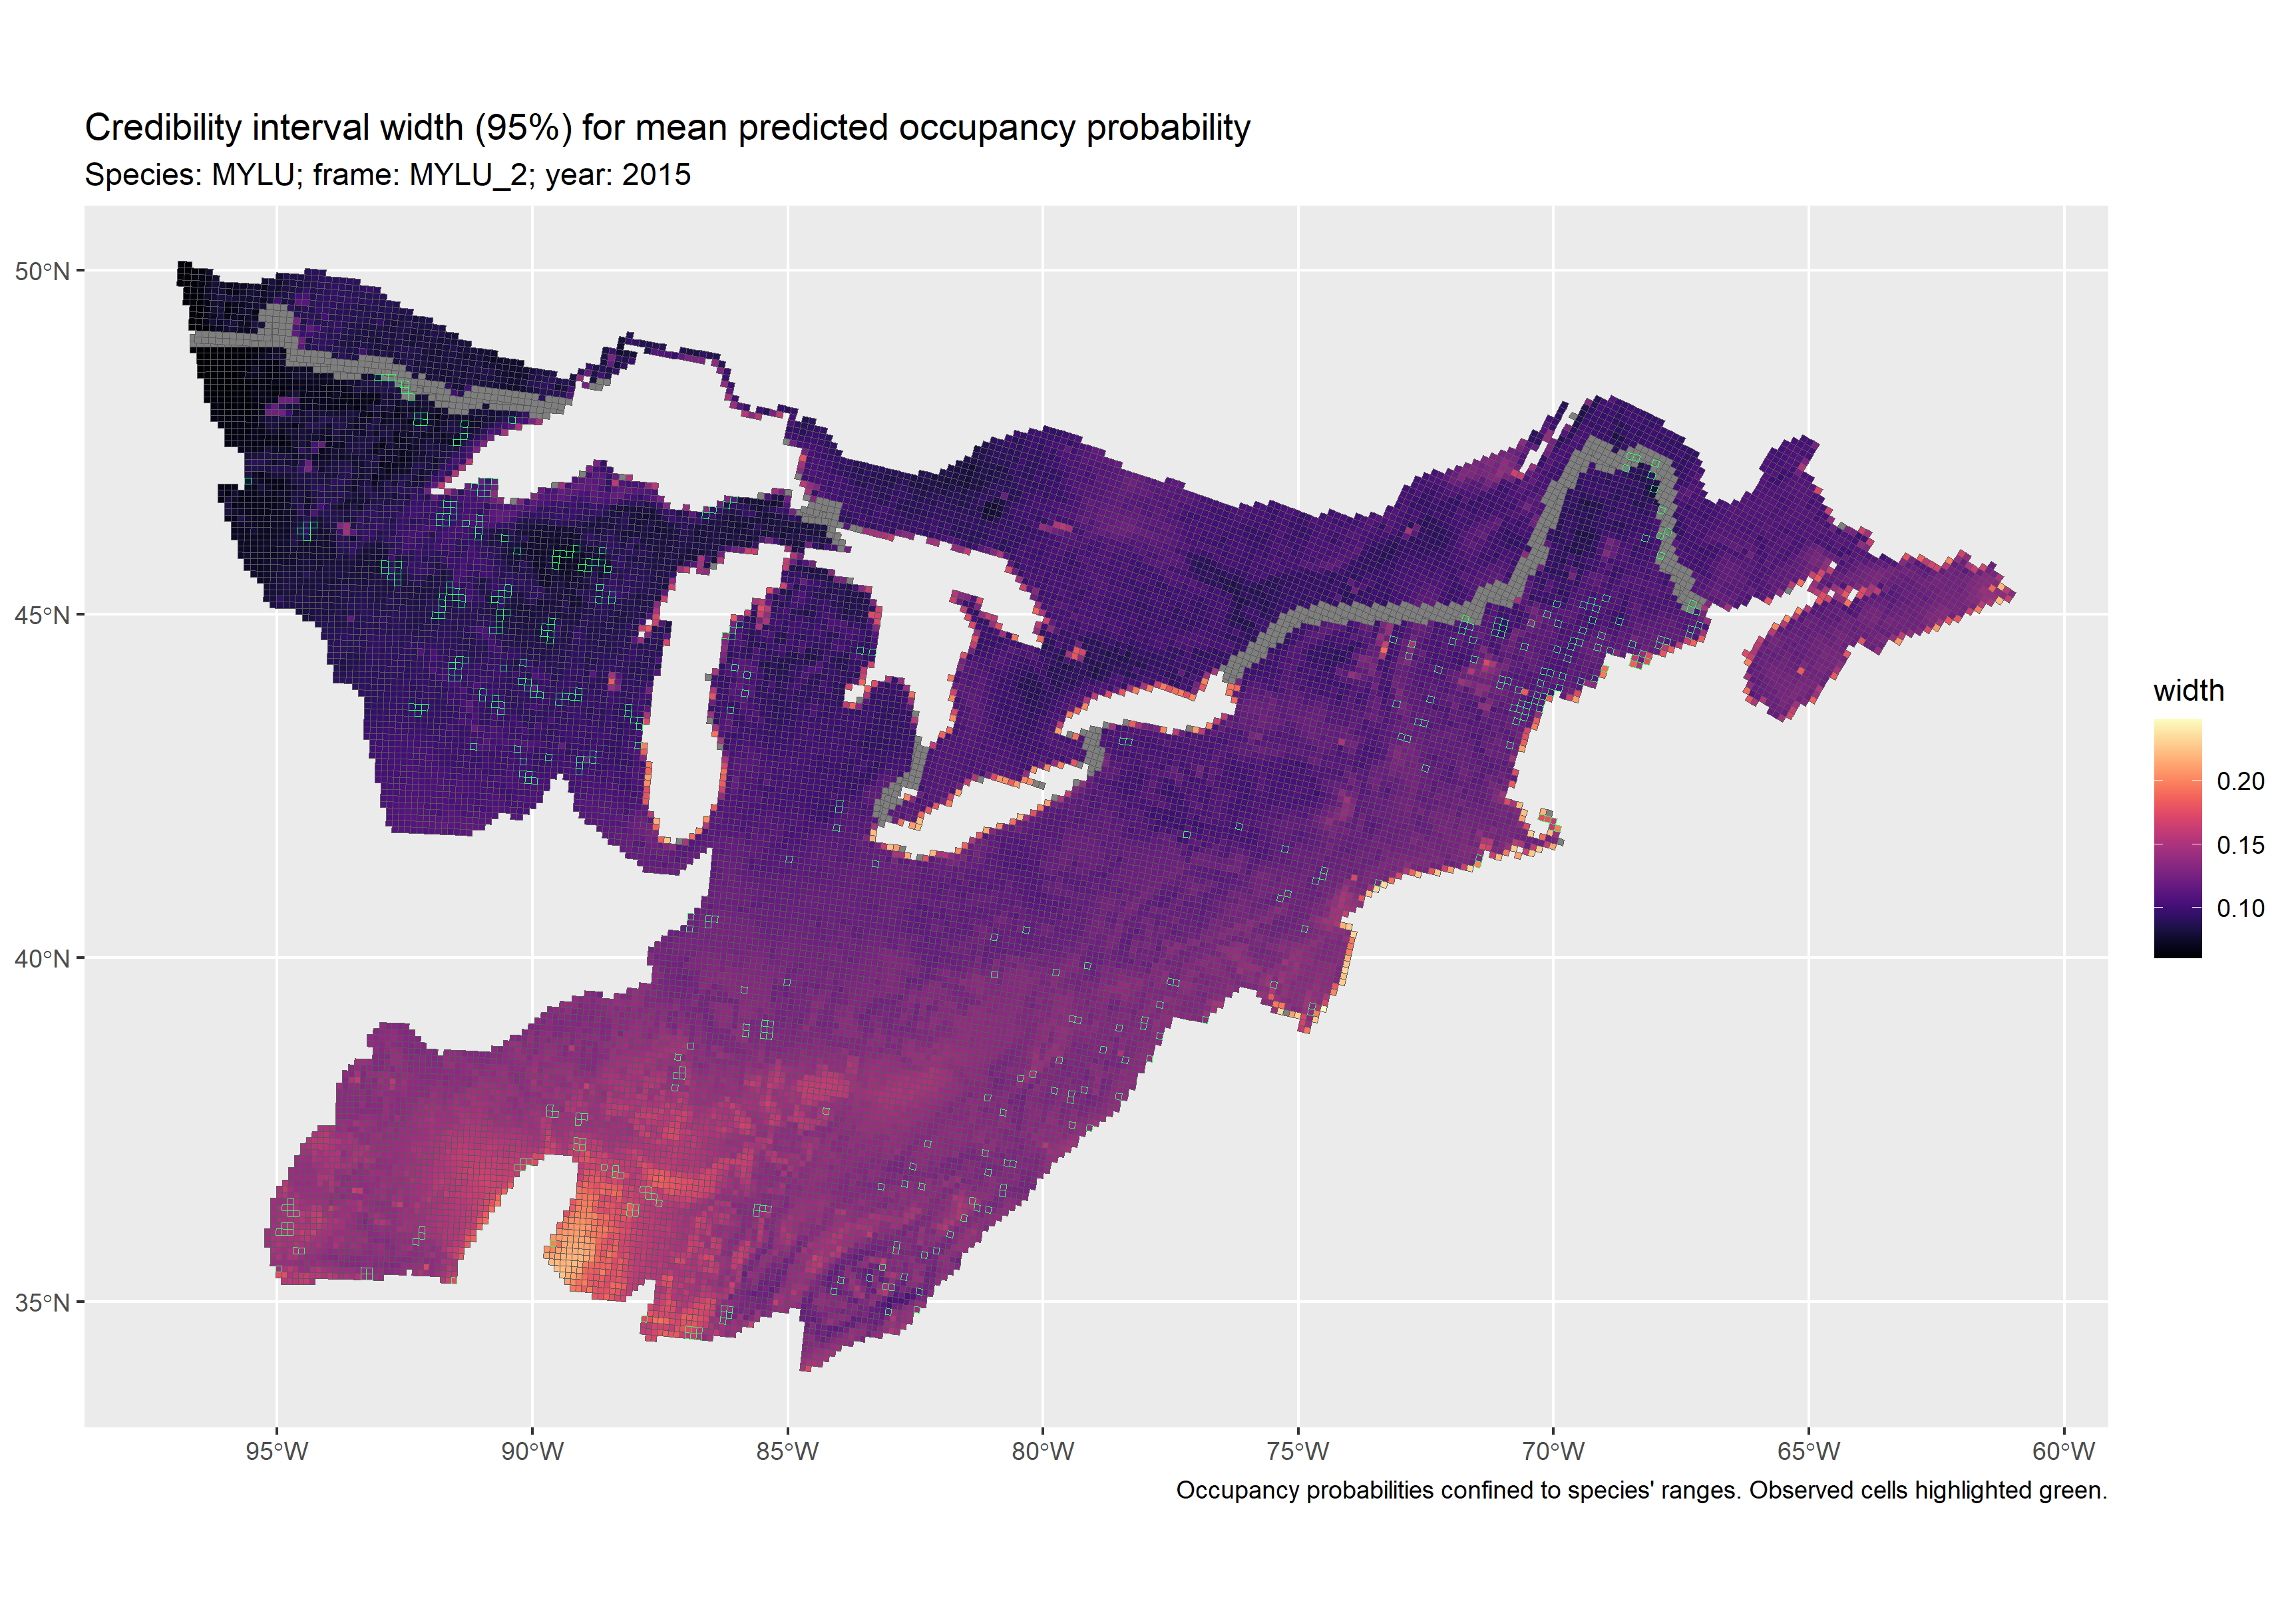 Credibility interval width (95%) for mean predicted occupancy probability
Species: MYLU; frame: MYLU_2; year: 2015
50°N
45°N
40°N
35°N
95°W
90°W
85°W
80°W
75°W
70°W
65°W
60°W
width
0.20
0.15
0.10
Occupancy probabilities confined to species' ranges. Observed cells highlighted green.